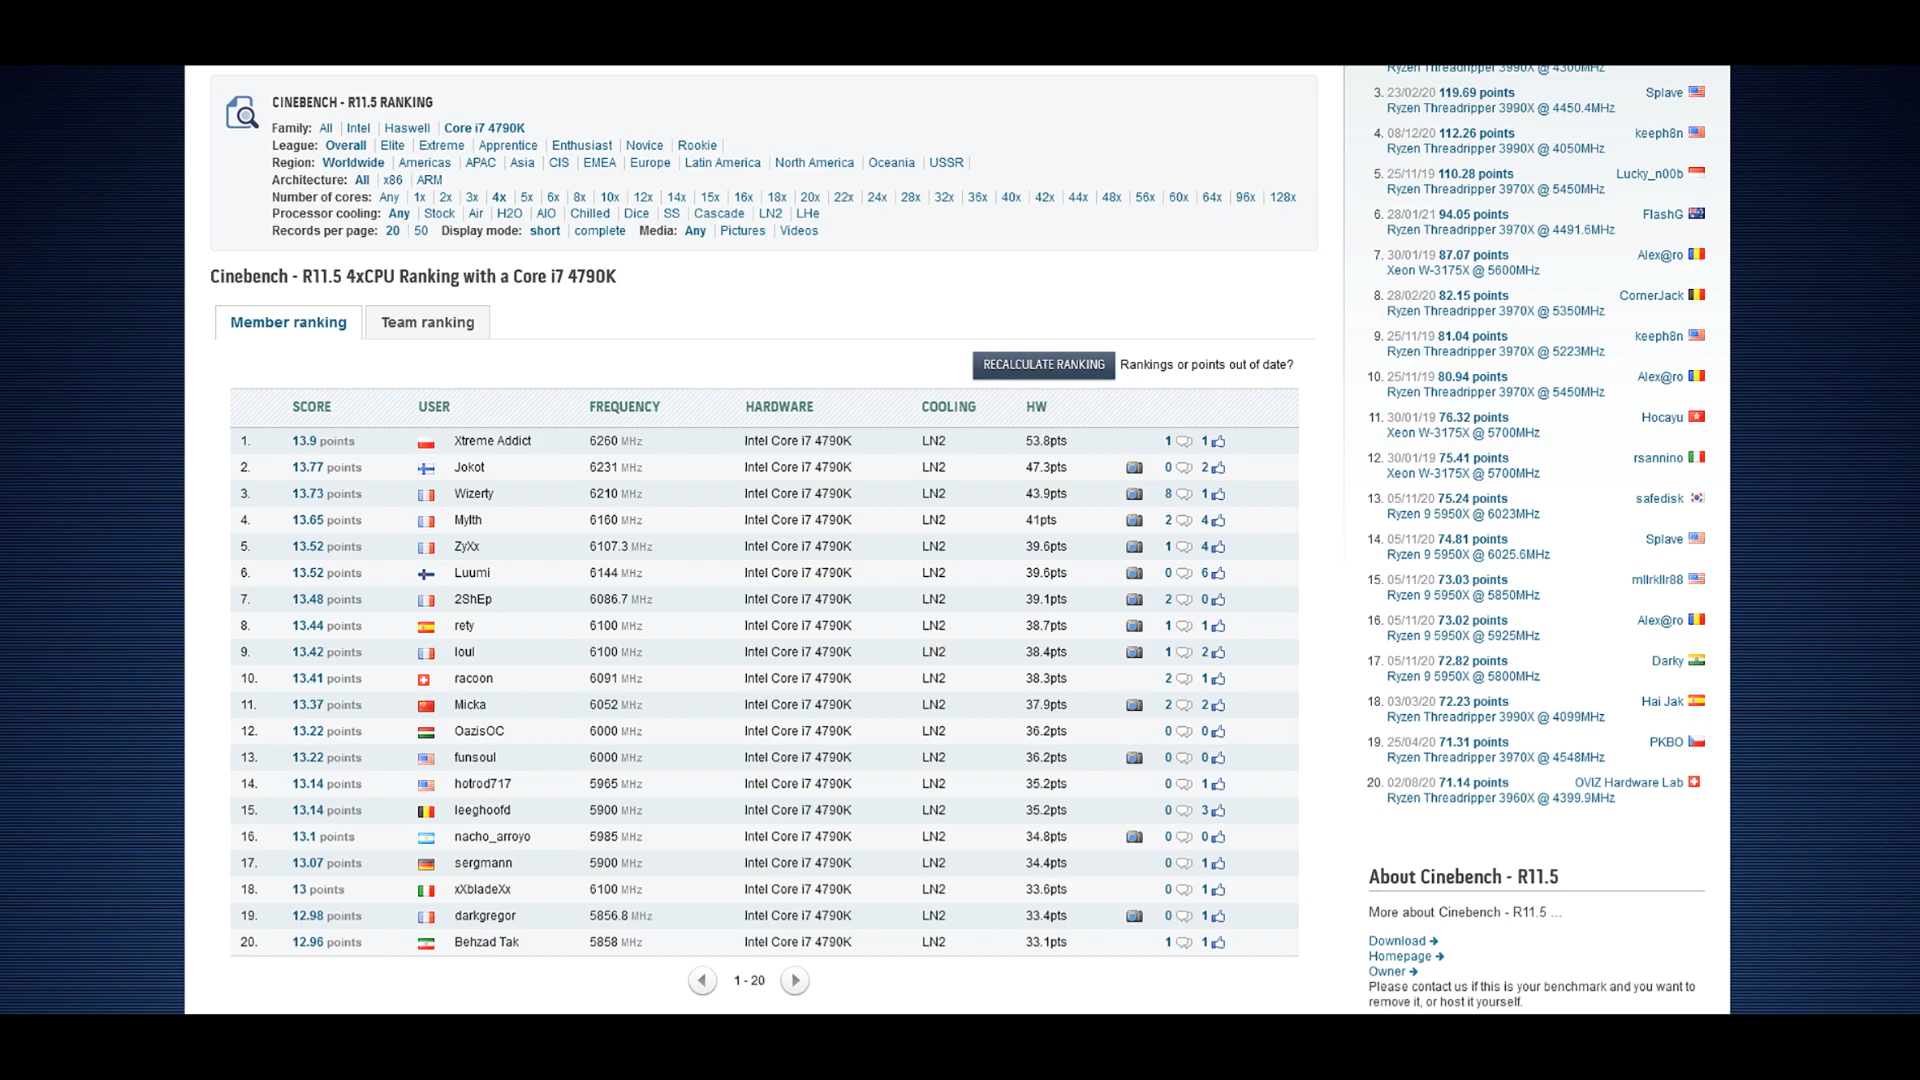 CINEBENCH - R11.5 RANKING
Family: All | Intel | Haswell | Core i7 4790K
League: Overall | Elite | Extreme | Apprentice | Enthusiast | Novice | Rookie |
Region: Worldwide | Americas | APAC | Asia | CIS | EMEA | Europe | Latin America | North America | Oceania | USSR |
Architecture: All | x86 | ARM
Number of cores: Any | 1x | 2x | 3x | 4x | 5x | 6x | 8x | 10x | 12x | 14x | 15x | 16x | 18x | 20x | 22x | 24x | 28x | 32x | 36x | 40x | 42x | 44x | 48x | 56x | 60x | 64x | 96x | 128x
Processor cooling: Any | Stock | Air | H2O | AIO | Chilled | Dice | SS | Cascade | LN2 | LHe
Records per page: 20 | 50 Display mode: short | complete Media: Any | Pictures | Videos
Cinebench - R11.5 4xCPU Ranking with a Core i7 4790K
Member ranking Team ranking
RECALCULATE RANKING Rankings or points out of date?
SCORE USER FREQUENCY HARDWARE COOLING HW
1. 13.9 points Xtreme Addict 6260 MHz Intel Core i7 4790K LN2 53.8pts 1 1
2. 13.77 points Jokot 6231 MHz Intel Core i7 4790K LN2 47.3pts 0 2
3. 13.73 points Wizerty 6210 MHz Intel Core i7 4790K LN2 43.9pts 8 1
4. 13.65 points Mylth 6160 MHz Intel Core i7 4790K LN2 41pts 2 4
5. 13.52 points ZyXx 6107.3 MHz Intel Core i7 4790K LN2 39.6pts 1 4
6. 13.52 points Luumi 6144 MHz Intel Core i7 4790K LN2 39.6pts 0 6
7. 13.48 points 2ShEp 6086.7 MHz Intel Core i7 4790K LN2 39.1pts 2 0
8. 13.44 points rety 6100 MHz Intel Core i7 4790K LN2 38.7pts 1 1
9. 13.42 points loul 6100 MHz Intel Core i7 4790K LN2 38.4pts 1 2
10. 13.41 points racoon 6091 MHz Intel Core i7 4790K LN2 38.3pts 2 1
11. 13.37 points Micka 6052 MHz Intel Core i7 4790K LN2 37.9pts 2 2
12. 13.22 points OazisOC 6000 MHz Intel Core i7 4790K LN2 36.2pts 0 0
13. 13.22 points funsoul 6000 MHz Intel Core i7 4790K LN2 36.2pts 0 0
14. 13.14 points hotrod717 5965 MHz Intel Core i7 4790K LN2 35.2pts 0 1
15. 13.14 points leeghoofd 5900 MHz Intel Core i7 4790K LN2 35.2pts 0 3
16. 13.1 points nacho_arroyo 5985 MHz Intel Core i7 4790K LN2 34.8pts 0 0
17. 13.07 points sergmann 5900 MHz Intel Core i7 4790K LN2 34.4pts 0 1
18. 13 points xXbladeXx 6100 MHz Intel Core i7 4790K LN2 33.6pts 0 1
19. 12.98 points darkgregor 5856.8 MHz Intel Core i7 4790K LN2 33.4pts 0 1
20. 12.96 points Behzad Tak 5858 MHz Intel Core i7 4790K LN2 33.1pts 1 1
1 - 20
Ryzen Threadripper 3990X @ 4300MHz
3. 23/02/20 119.69 points Splave
Ryzen Threadripper 3990X @ 4450.4MHz
4. 08/12/20 112.26 points keeph8n
Ryzen Threadripper 3990X @ 4050MHz
5. 25/11/19 110.28 points Lucky_n00b
Ryzen Threadripper 3970X @ 5450MHz
6. 28/01/21 94.05 points FlashG
Ryzen Threadripper 3970X @ 4491.6MHz
7. 30/01/19 87.07 points Alex@ro
Xeon W-3175X @ 5600MHz
8. 28/02/20 82.15 points CornerJack
Ryzen Threadripper 3970X @ 5350MHz
9. 25/11/19 81.04 points keeph8n
Ryzen Threadripper 3970X @ 5223MHz
10. 25/11/19 80.94 points Alex@ro
Ryzen Threadripper 3970X @ 5450MHz
11. 30/01/19 76.32 points Hocayu
Xeon W-3175X @ 5700MHz
12. 30/01/19 75.41 points rsannino
Xeon W-3175X @ 5700MHz
13. 05/11/20 75.24 points safedisk
Ryzen 9 5950X @ 6023MHz
14. 05/11/20 74.81 points Splave
Ryzen 9 5950X @ 6025.6MHz
15. 05/11/20 73.03 points mllrkllr88
Ryzen 9 5950X @ 5850MHz
16. 05/11/20 73.02 points Alex@ro
Ryzen 9 5950X @ 5925MHz
17. 05/11/20 72.82 points Darky
Ryzen 9 5950X @ 5800MHz
18. 03/03/20 72.23 points Hai Jak
Ryzen Threadripper 3990X @ 4099MHz
19. 25/04/20 71.31 points PKBO
Ryzen Threadripper 3970X @ 4548MHz
20. 02/08/20 71.14 points OVIZ Hardware Lab
Ryzen Threadripper 3960X @ 4399.9MHz
About Cinebench - R11.5
More about Cinebench - R11.5 ...
Download
Homepage
Owner
Please contact us if this is your benchmark and you want to
remove it, or host it yourself.